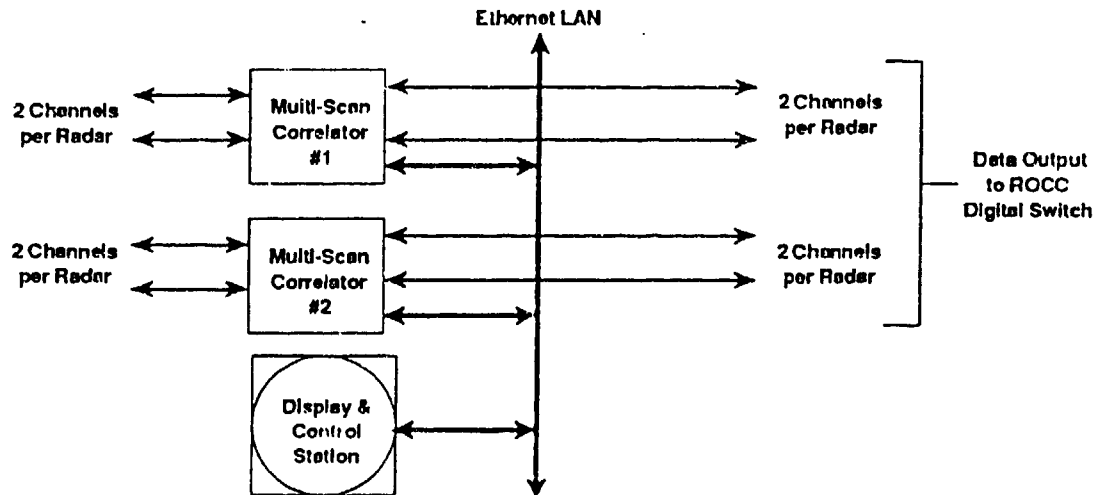 Ethernet LAN
2 Channels
per Radar
Multi-Scan
Correlator
#1
2 Channels
per Radar
Data Output
to ROCC
Digital Switch
2 Channels
per Radar
Multi-Scan
Correlator
#2
2 Channels
per Radar
Display &
Control
Station